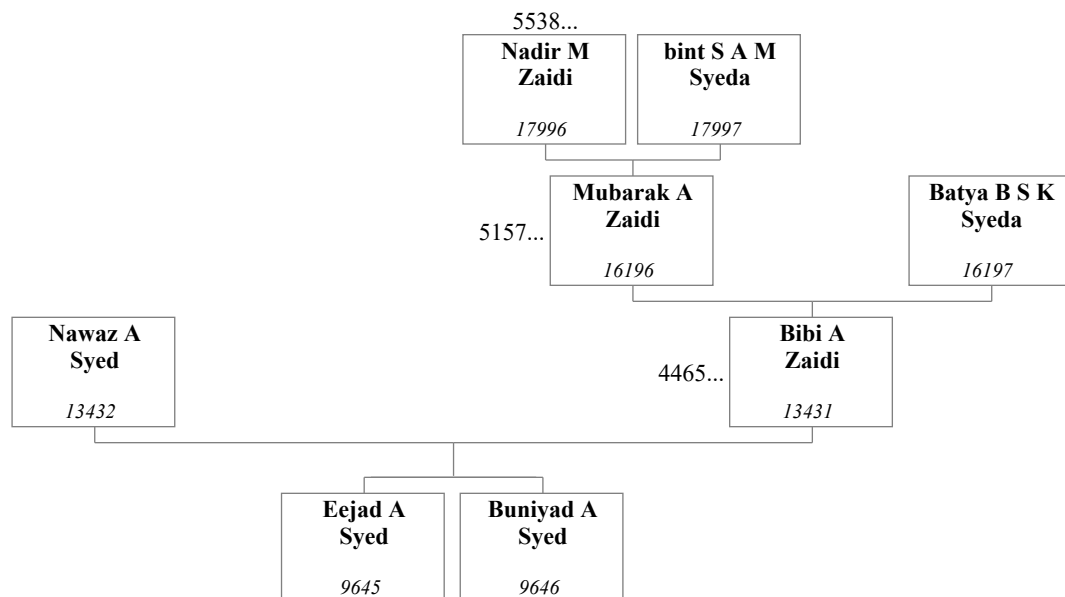 5538...
Nadir M
Zaidi
17996
bint S A M
Syeda
17997
Mubarak A
Zaidi
16196
5157...
Batya B S K
Syeda
16197
Nawaz A
Syed
13432
Bibi A
Zaidi
13431
4465...
Eejad A
Syed
9645
Buniyad A
Syed
9646